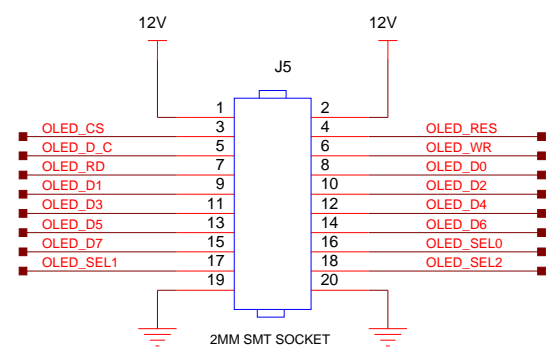 12V 12V
J5
1 2
OLED_CS 3 4 OLED_RES
OLED_D_C 5 6 OLED_WR
OLED_RD 7 8 OLED_D0
OLED_D1 9 10 OLED_D2
OLED_D3 11 12 OLED_D4
OLED_D5 13 14 OLED_D6
OLED_D7 15 16 OLED_SEL0
OLED_SEL1 17 18 OLED_SEL2
19 20
2MM SMT SOCKET